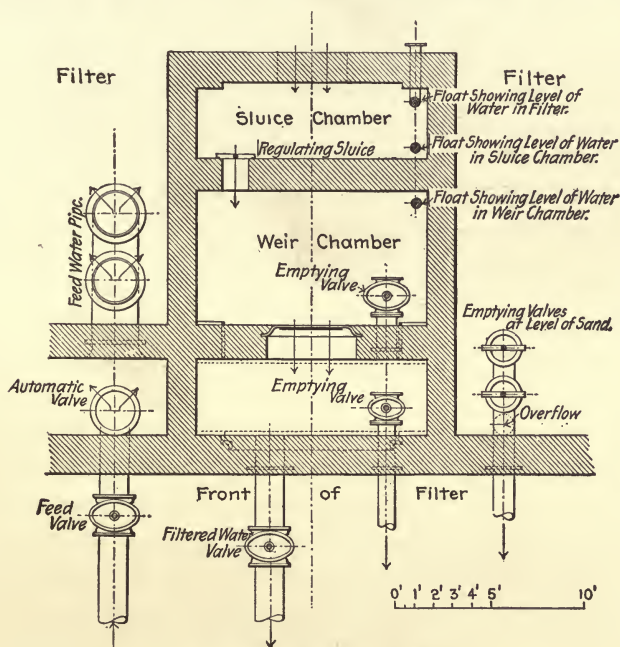 Filter
Filter
Float Showing Level of
Water in Filter.
Sluice Chamber
Float Showing Level of Water
in Sluice Chamber.
Regulating Sluice
Float Showing Level of Water
in Weir Chamber.
Feed Water Pipe.
Weir Chamber
Emptying
Valve
Emptying Valves
at Level of Sand.
Automatic
Valve
Emptying
Valve
Overflow
Front of Filter
Feed
Valve
Filtered Water
Valve
0' 1' 2' 3' 4' 5' 10'